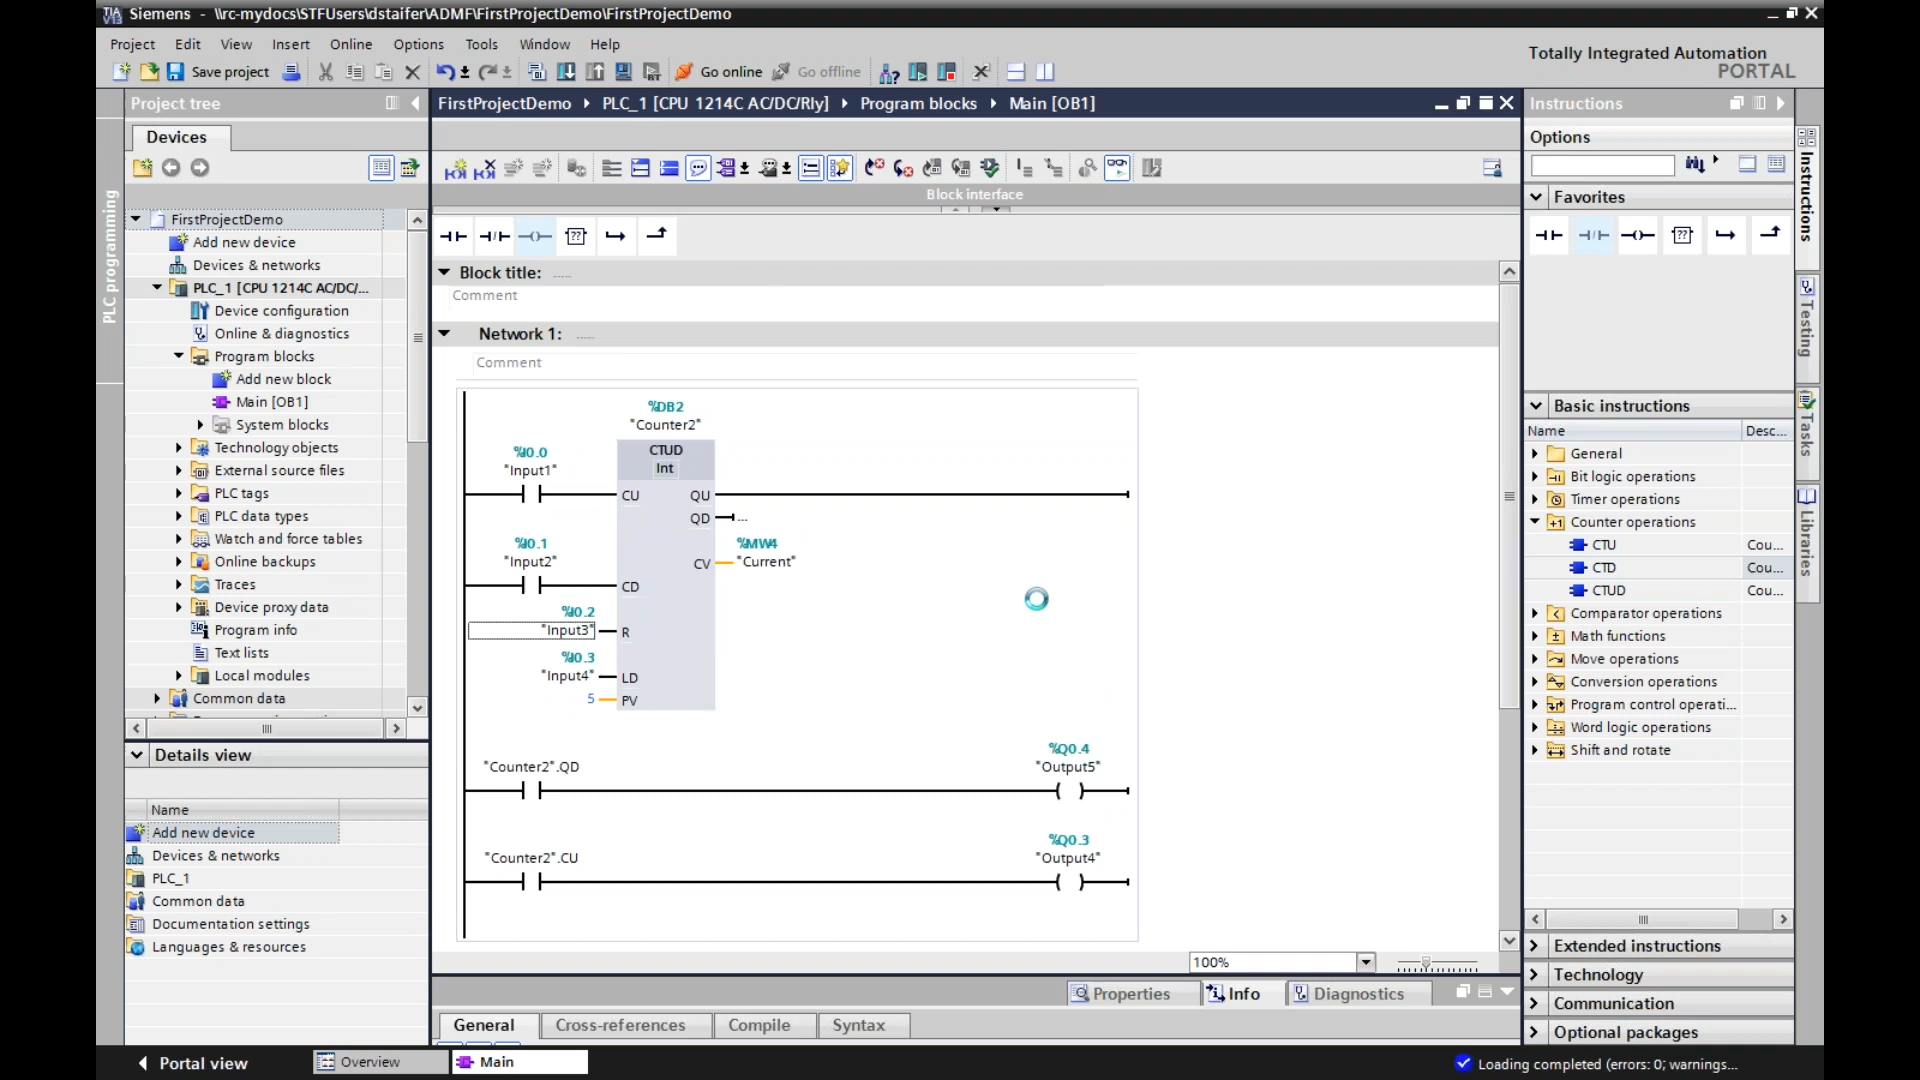 Siemens - \\rc-mydocs\STFUsers\dstaifer\ADMF\FirstProjectDemo\FirstProjectDemo
Project Edit View Insert Online Options Tools Window Help
Totally Integrated Automation
PORTAL
Save project
Go online
Go offline
Project tree
FirstProjectDemo PLC_1 [CPU 1214C AC/DC/Rly] Program blocks Main [OB1]
Instructions
Devices
Options
Block interface
PLC programming
FirstProjectDemo
Add new device
Devices & networks
PLC_1 [CPU 1214C AC/DC/...
Device configuration
Online & diagnostics
Program blocks
Add new block
Main [OB1]
System blocks
Technology objects
External source files
PLC tags
PLC data types
Watch and force tables
Online backups
Traces
Device proxy data
Program info
Text lists
Local modules
Common data
Details view
Name
Add new device
Devices & networks
PLC_1
Common data
Documentation settings
Languages & resources
Block title: .....
Comment
Network 1: .....
Comment
%DB2
"Counter2"
CTUD
Int
%I0.0
"Input1"
CU QU
QD ...
%I0.1
"Input2"
%MW4
CV "Current"
CD
%I0.2
"Input3" R
%I0.3
"Input4" LD
5 PV
%Q0.4
"Counter2".QD "Output5"
%Q0.3
"Counter2".CU "Output4"
100%
Properties Info Diagnostics
General Cross-references Compile Syntax
Favorites
Basic instructions
Name Desc...
General
Bit logic operations
Timer operations
Counter operations
CTU Cou...
CTD Cou...
CTUD Cou...
Comparator operations
Math functions
Move operations
Conversion operations
Program control operati...
Word logic operations
Shift and rotate
Extended instructions
Technology
Communication
Optional packages
Instructions
Testing
Tasks
Libraries
Portal view Overview Main
Loading completed (errors: 0; warnings...